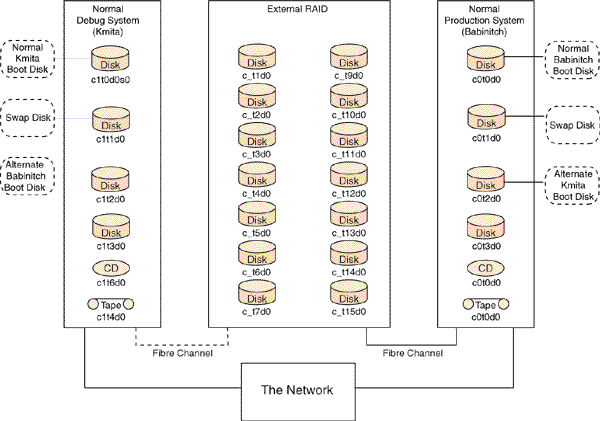 Normal
Debug System
(Kmita)
External RAID
Normal
Production System
(Babinitch)
Normal
Kmita
Boot Disk
Disk
c1t0d0s0
Swap Disk
Disk
c1t1d0
Alternate
Babinitch
Boot Disk
Disk
c1t2d0
Disk
c1t3d0
CD
c1t6d0
Tape
c1t4d0
Disk
c_t1d0
Disk
c_t2d0
Disk
c_t3d0
Disk
c_t4d0
Disk
c_t5d0
Disk
c_t6d0
Disk
c_t7d0
Disk
c_t9d0
Disk
c_t10d0
Disk
c_t11d0
Disk
c_t12d0
Disk
c_t13d0
Disk
c_t14d0
Disk
c_t15d0
Disk
c0t0d0
Normal
Babinitch
Boot Disk
Disk
c0t1d0
Swap Disk
Disk
c0t2d0
Alternate
Kmita
Boot Disk
Disk
c0t3d0
CD
c0t0d0
Tape
c0t0d0
Fibre Channel
Fibre Channel
The Network